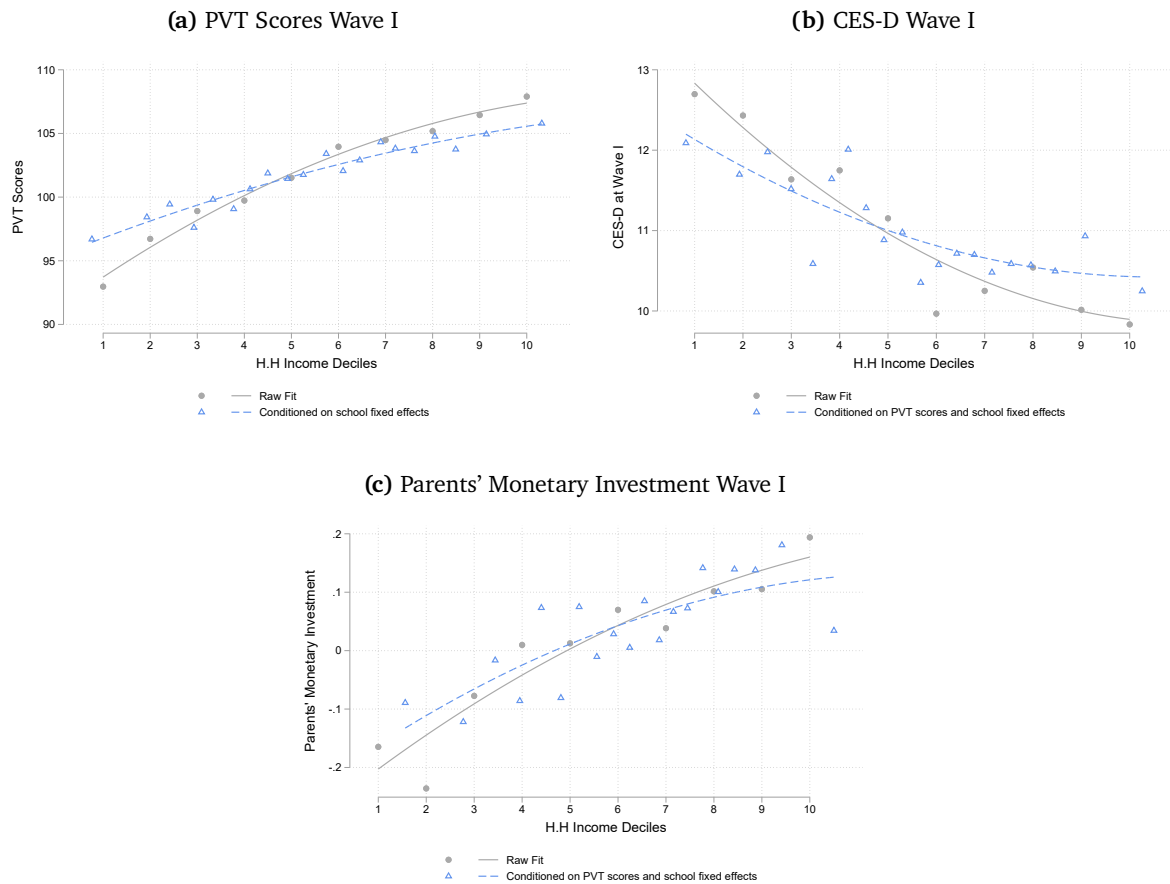 (a) PVT Scores Wave I
110
105
100
95
90
PVT Scores
1 2 3 4 5 6 7 8 9 10
H.H Income Deciles
Raw Fit
Conditioned on school fixed effects
(b) CES-D Wave I
13
12
11
10
CES-D at Wave I
1 2 3 4 5 6 7 8 9 10
H.H Income Deciles
Raw Fit
Conditioned on PVT scores and school fixed effects
(c) Parents' Monetary Investment Wave I
.2
.1
0
-.1
-.2
Parents' Monetary Investment
1 2 3 4 5 6 7 8 9 10
H.H Income Deciles
Raw Fit
Conditioned on PVT scores and school fixed effects